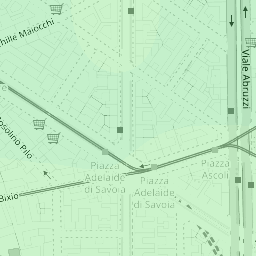 hille Maiocchi
Viale Abruzzi
osolino Pilo
Bixio
Piazza
Adelaide
di Savoia
Piazza
Adelaide
di Savoia
Piazza
Ascoli